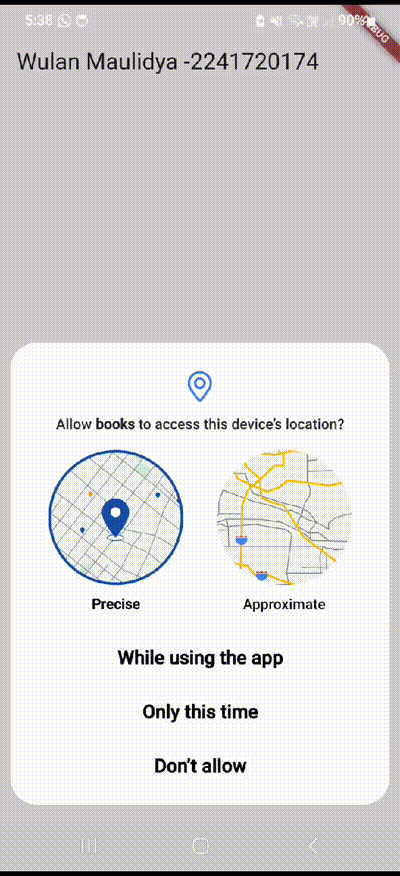 5:38
90%
DEBUG
Wulan Maulidya -2241720174
Allow books to access this device's location?
Precise
Approximate
While using the app
Only this time
Don't allow